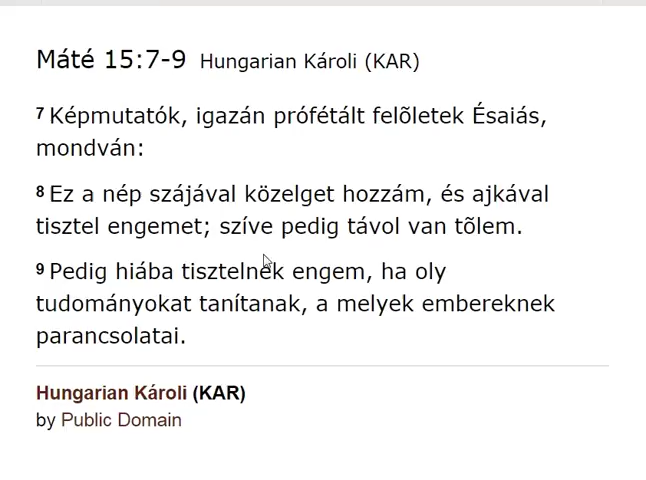 Máté 15:7-9 Hungarian Károli (KAR)
7 Képmutatók, igazán prófétált felõletek Ésaiás,
mondván:
8 Ez a nép szájával közelget hozzám, és ajkával
tisztel engemet; szíve pedig távol van tõlem.
9 Pedig hiába tisztelnek engem, ha oly
tudományokat tanítanak, a melyek embereknek
parancsolatai.
Hungarian Károli (KAR)
by Public Domain